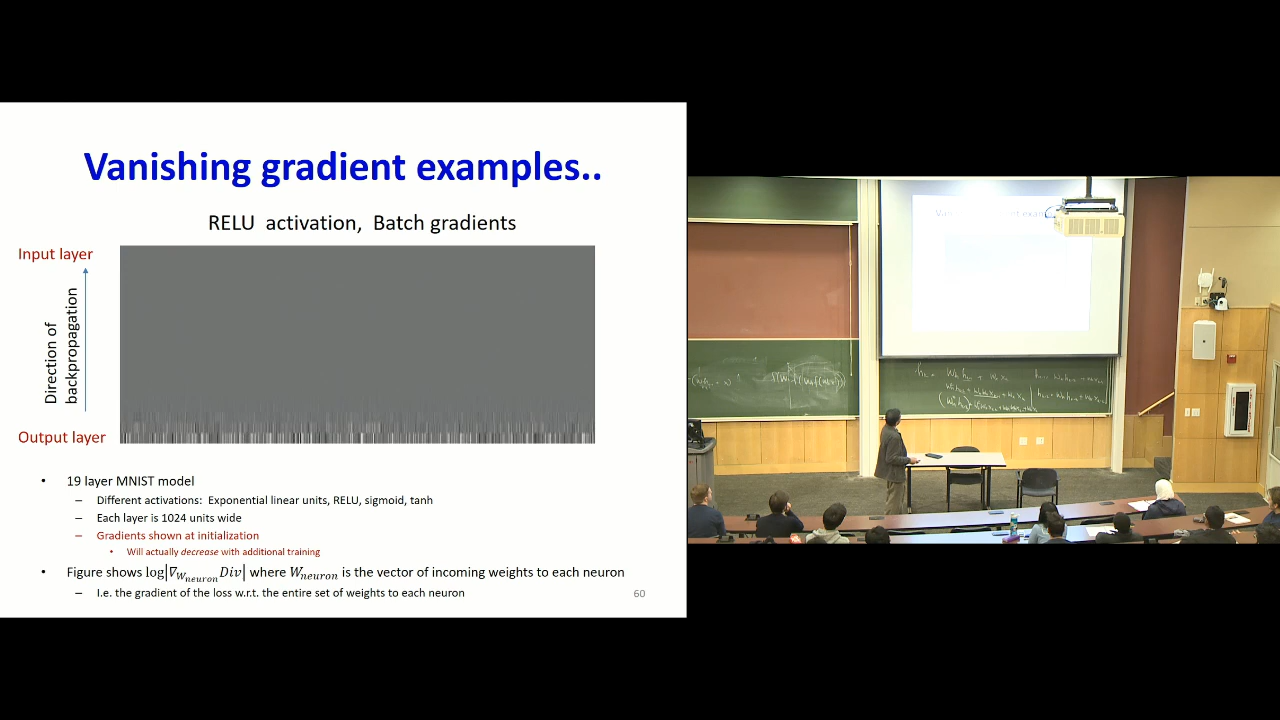 Vanishing gradient examples..
RELU activation, Batch gradients
Input layer
Direction of
backpropagation
Output layer
• 19 layer MNIST model
– Different activations: Exponential linear units, RELU, sigmoid, tanh
– Each layer is 1024 units wide
– Gradients shown at initialization
• Will actually decrease with additional training
• Figure shows log|∇W_neuron Div| where W_neuron is the vector of incoming weights to each neuron
– I.e. the gradient of the loss w.r.t. the entire set of weights to each neuron
60